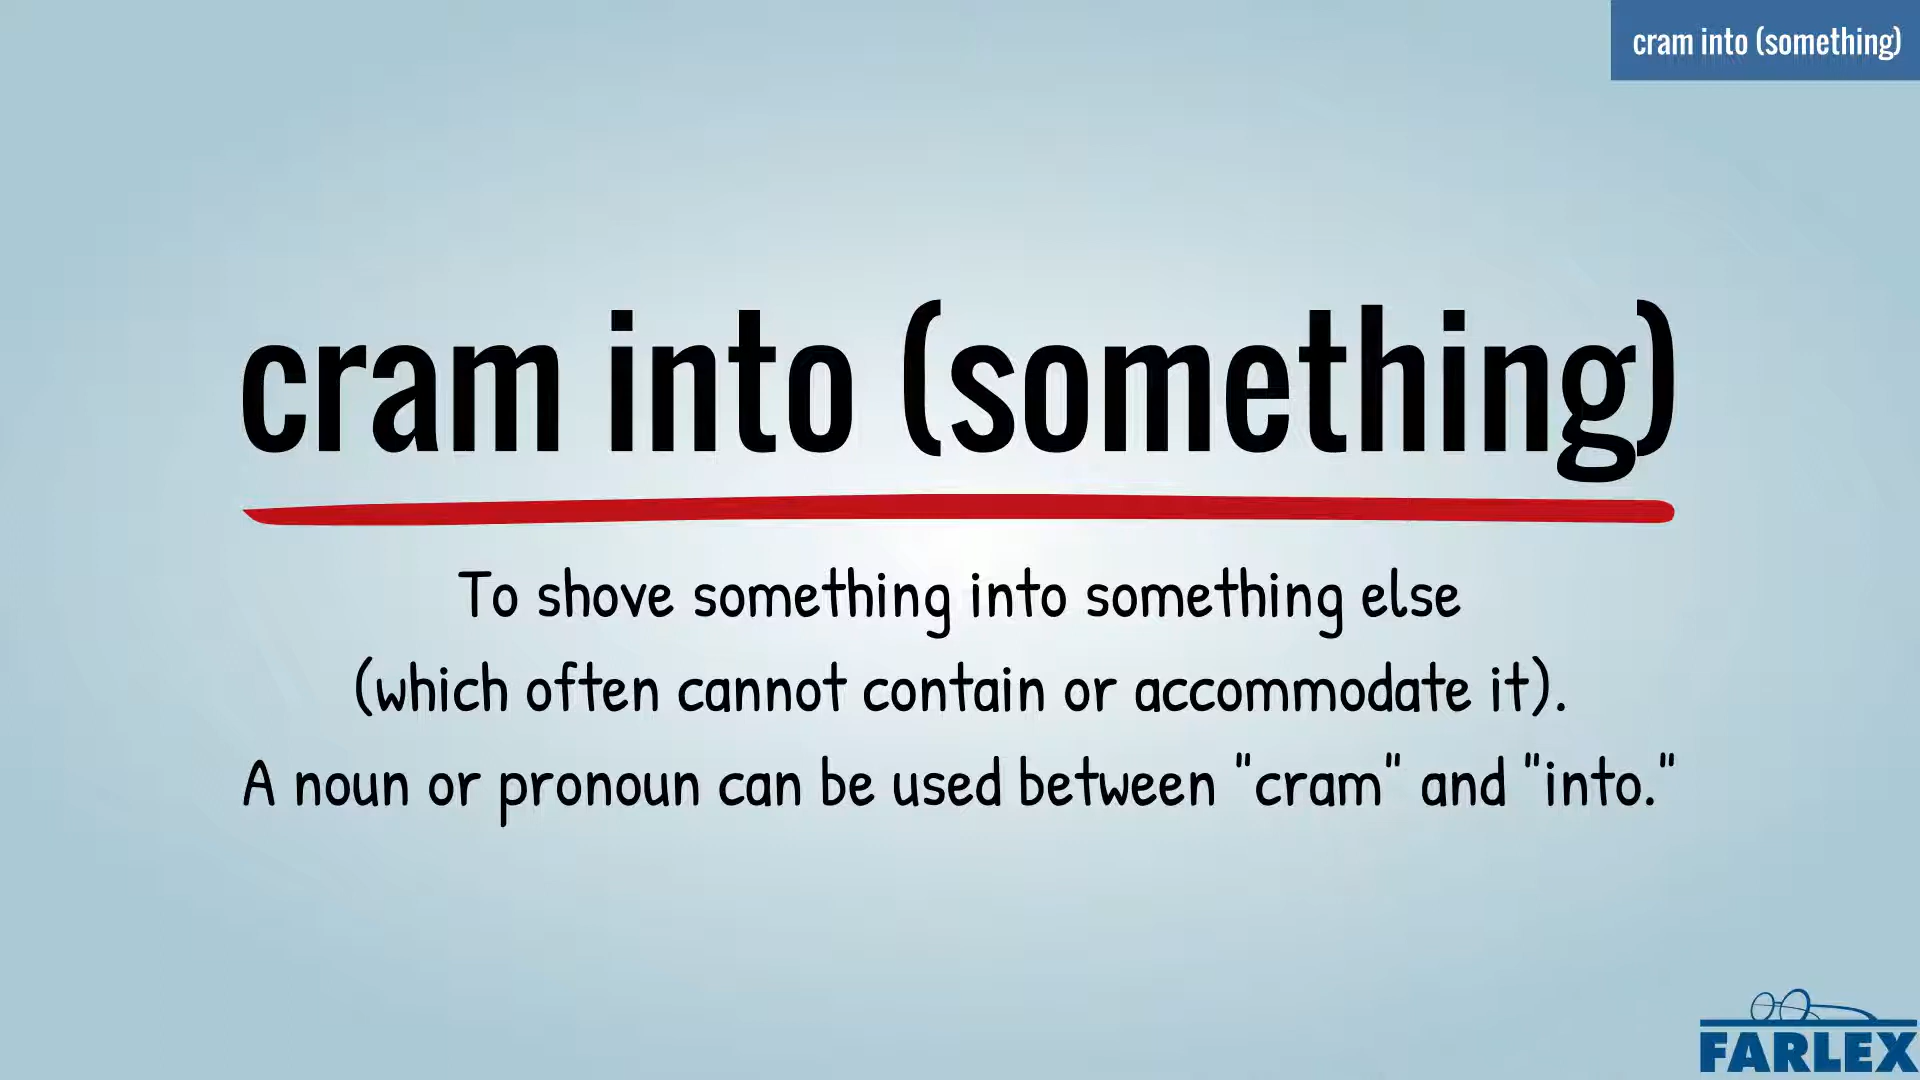 cram into (something)
cram into (something)
To shove something into something else
(which often cannot contain or accommodate it).
A noun or pronoun can be used between "cram" and "into."
FARLEX